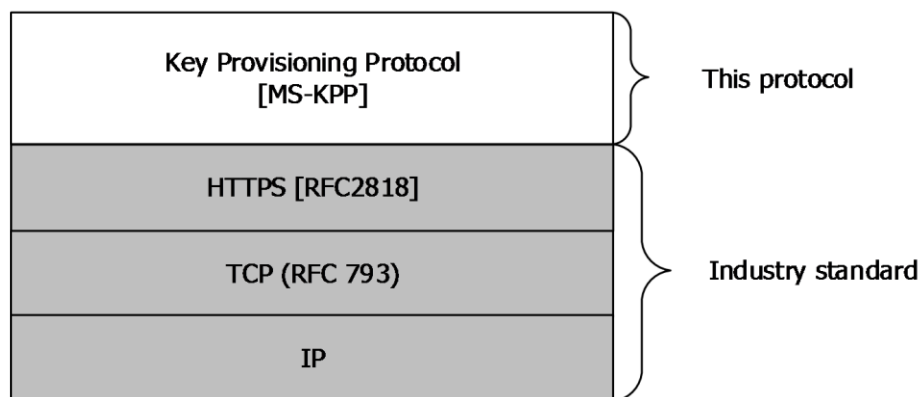 Key Provisioning Protocol
[MS-KPP]
This protocol
HTTPS [RFC2818]
TCP (RFC 793)
Industry standard
IP